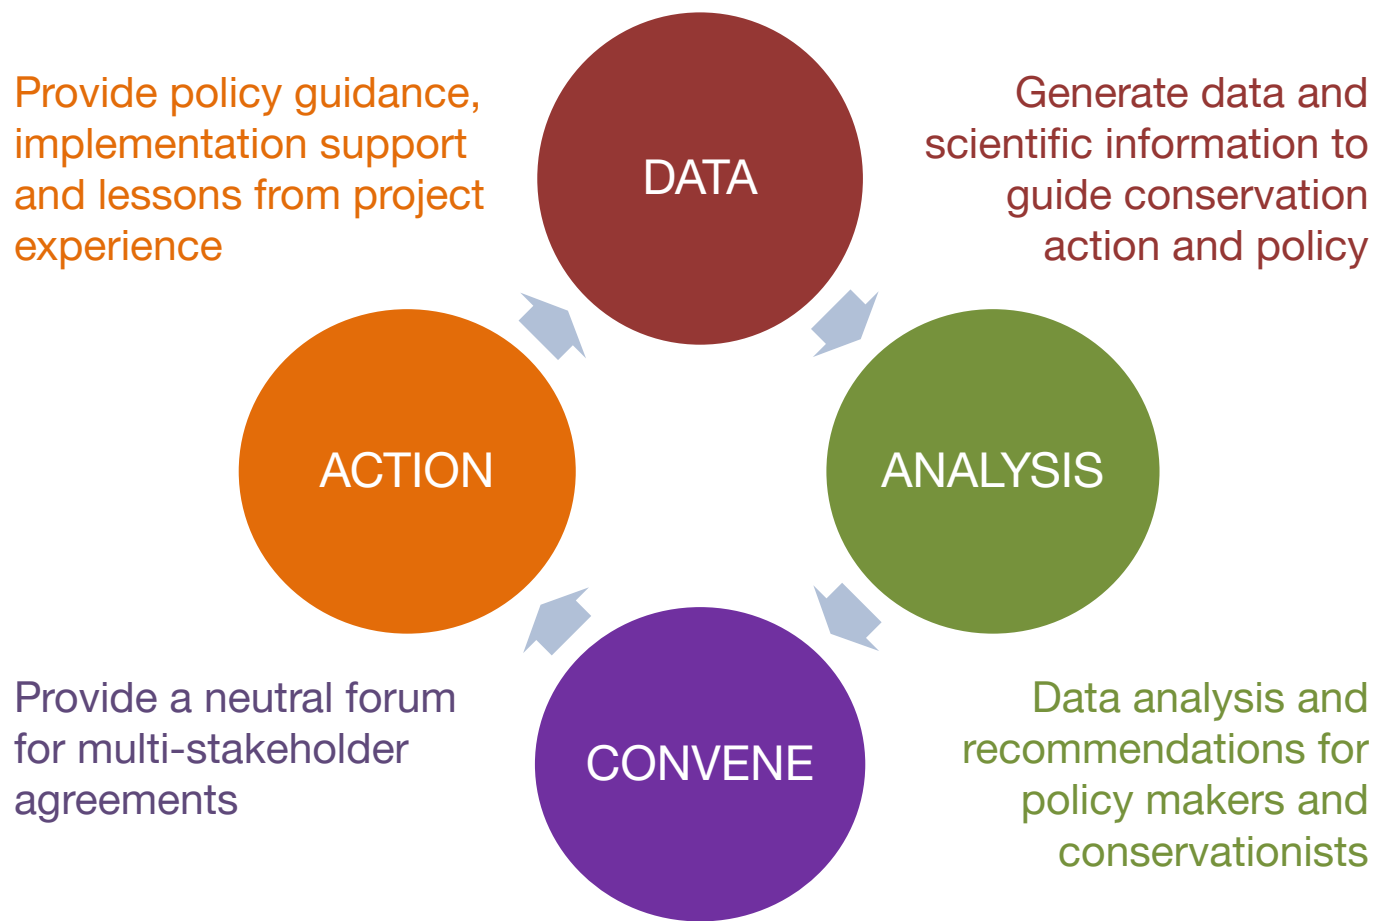 Provide policy guidance,
implementation support
and lessons from project
experience
DATA
Generate data and
scientific information to
guide conservation
action and policy
ACTION
ANALYSIS
Provide a neutral forum
for multi-stakeholder
agreements
CONVENE
Data analysis and
recommendations for
policy makers and
conservationists